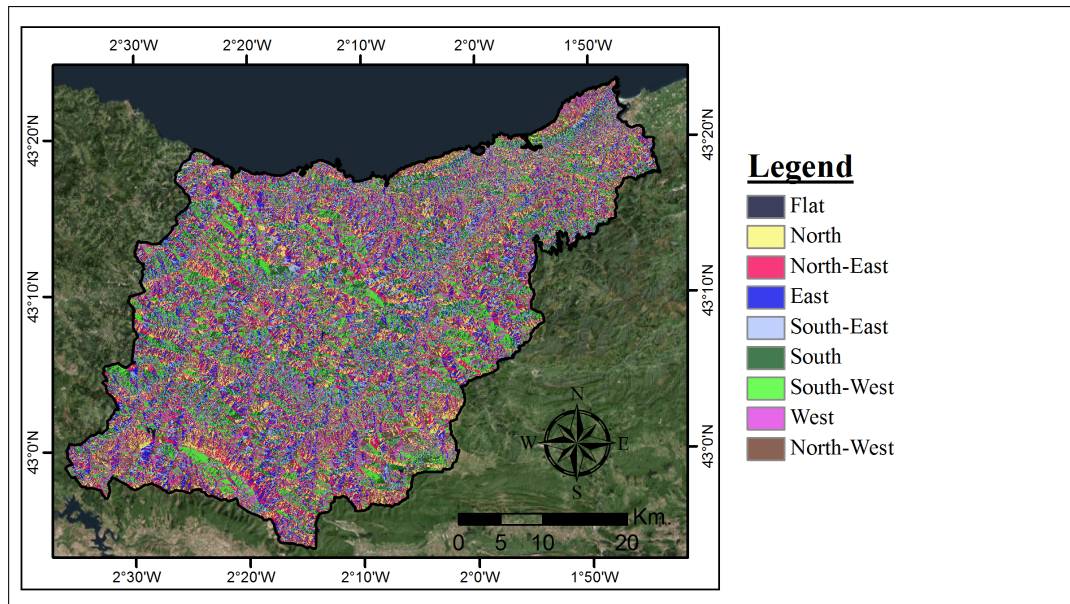 2°30'W 2°20'W 2°10'W 2°0'W 1°50'W
43°20'N 43°20'N
Legend
Flat
North
North-East
East
South-East
South
South-West
West
North-West
43°10'N 43°10'N
43°0'N 43°0'N
N
W E
S
Km.
0 5 10 20
2°30'W 2°20'W 2°10'W 2°0'W 1°50'W